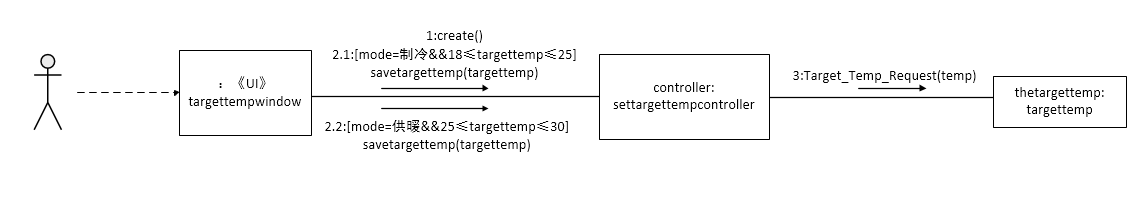 ：《UI》
targettempwindow
1:create()
2.1:[mode=制冷&&18≤targettemp≤25]
savetargettemp(targettemp)
2.2:[mode=供暖&&25≤targettemp≤30]
savetargettemp(targettemp)
controller:
settargettempcontroller
3:Target_Temp_Request(temp)
thetargettemp:
targettemp